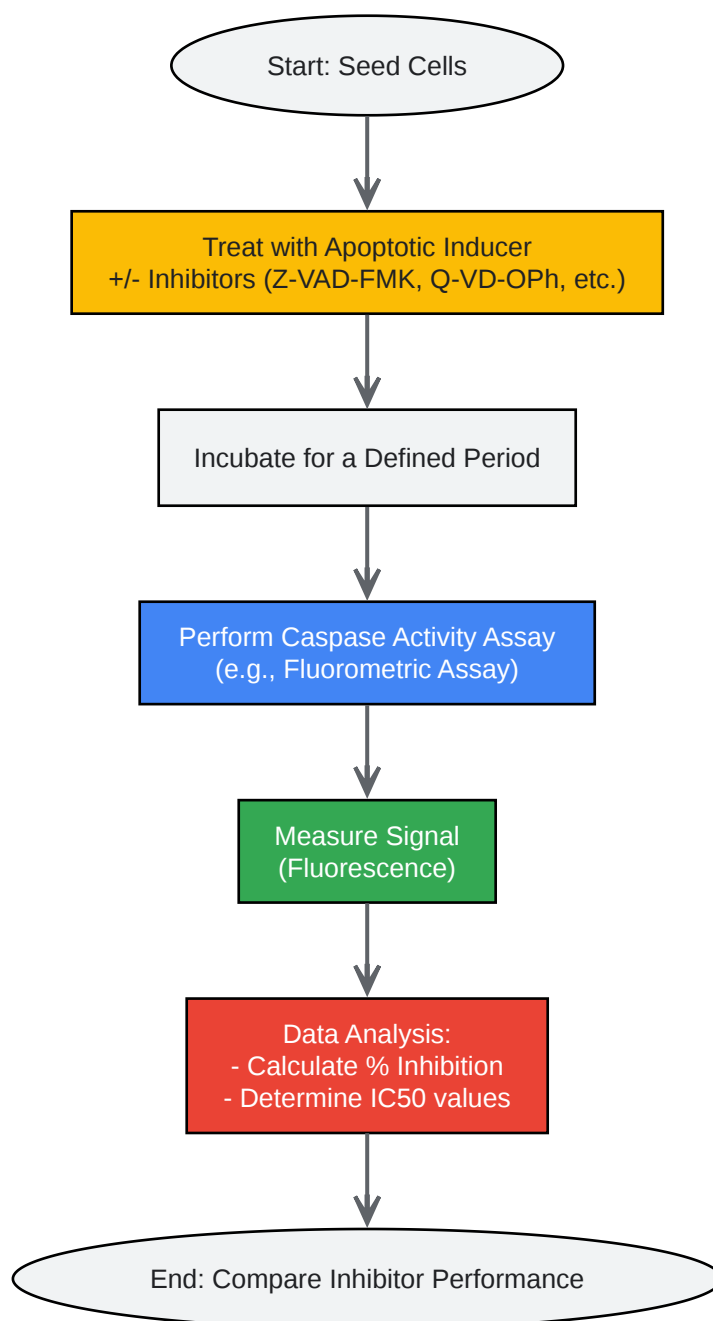 Start: Seed Cells
Treat with Apoptotic Inducer
+/- Inhibitors (Z-VAD-FMK, Q-VD-OPh, etc.)
Incubate for a Defined Period
Perform Caspase Activity Assay
(e.g., Fluorometric Assay)
Measure Signal
(Fluorescence)
Data Analysis:
- Calculate % Inhibition
- Determine IC50 values
End: Compare Inhibitor Performance